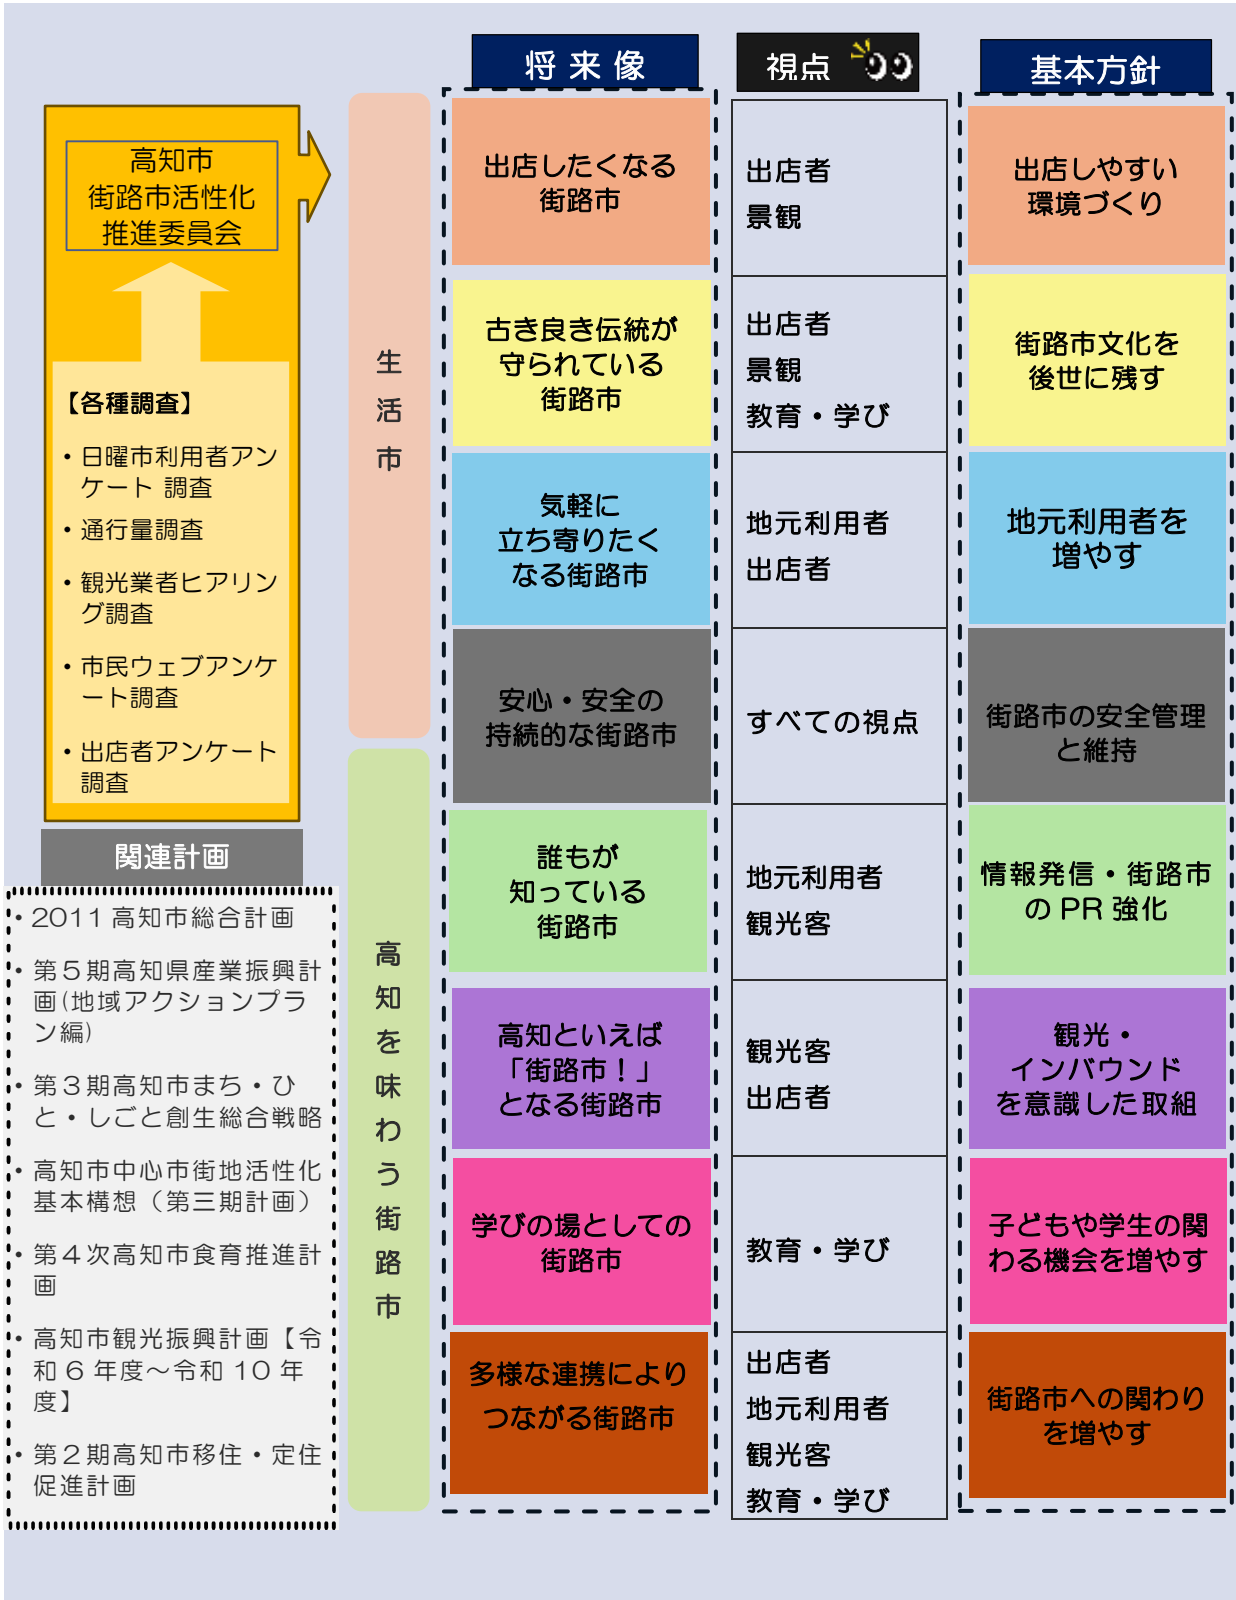 将来像
視点
基本方針
高知市
街路市活性化
推進委員会
【各種調査】
・日曜市利用者アン
ケート 調査
・通行量調査
・観光業者ヒアリン
グ調査
・市民ウェブアンケ
ート調査
・出店者アンケート
調査
関連計画
・2011 高知市総合計画
・第５期高知県産業振興計
画(地域アクションプラ
ン編)
・第３期高知市まち・ひ
と・しごと創生総合戦略
・高知市中心市街地活性化
基本構想（第三期計画）
・第４次高知市食育推進計
画
・高知市観光振興計画【令
和 6 年度～令和 10 年
度】
・第２期高知市移住・定住
促進計画
生活市
高知を味わう街路市
出店したくなる
街路市
出店者
景観
出店しやすい
環境づくり
古き良き伝統が
守られている
街路市
出店者
景観
教育・学び
街路市文化を
後世に残す
気軽に
立ち寄りたく
なる街路市
地元利用者
出店者
地元利用者を
増やす
安心・安全の
持続的な街路市
すべての視点
街路市の安全管理
と維持
誰もが
知っている
街路市
地元利用者
観光客
情報発信・街路市
の PR 強化
高知といえば
「街路市！」
となる街路市
観光客
出店者
観光・
インバウンド
を意識した取組
学びの場としての
街路市
教育・学び
子どもや学生の関
わる機会を増やす
多様な連携により
つながる街路市
出店者
地元利用者
観光客
教育・学び
街路市への関わり
を増やす